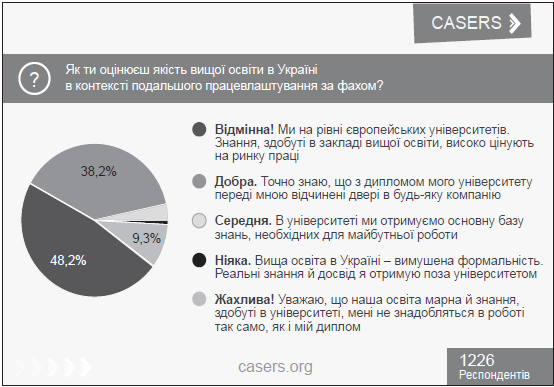 CASERS
?
Як ти оцінюєш якість вищої освіти в Україні
в контексті подальшого працевлаштування за фахом?
38,2%
9,3%
48,2%
Відмінна! Ми на рівні європейських університетів.
Знання, здобуті в закладі вищої освіти, високо цінують
на ринку праці
Добра. Точно знаю, що з дипломом мого університету
переді мною відчинені двері в будь-яку компанію
Середня. В університеті ми отримуємо основну базу
знань, необхідних для майбутньої роботи
Ніяка. Вища освіта в Україні – вимушена формальність.
Реальні знання й досвід я отримую поза університетом
Жахлива! Уважаю, що наша освіта марна й знання,
здобуті в університеті, мені не знадобляться в роботі
так само, як і мій диплом
casers.org
1226
Респондентів